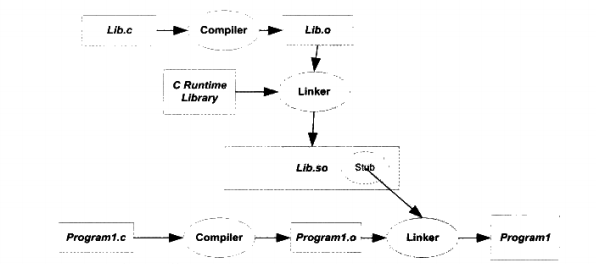 Lib.c
Compiler
Lib.o
C Runtime
Library
Linker
Lib.so
Stub
Program1.c
Compiler
Program1.o
Linker
Program1